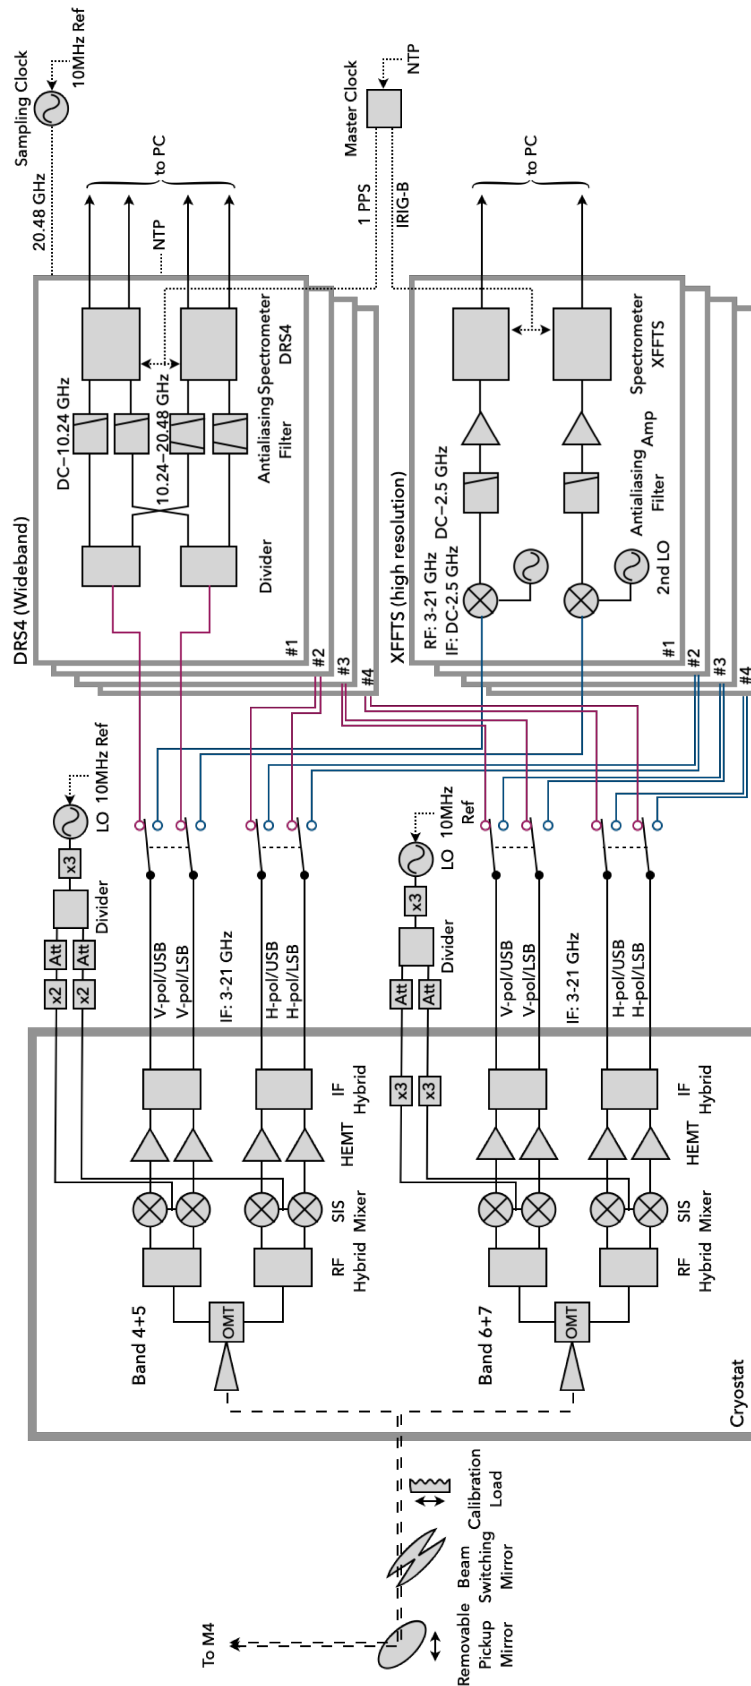 To M4
Removable
Pickup
Mirror
Beam
Switching
Mirror
Calibration
Load
Cryostat
Band 4+5
OMT
RF
Hybrid
SIS
Mixer
HEMT
IF
Hybrid
x2
x2
Att
Att
Divider
x3
LO
10MHz Ref
V-pol/USB
V-pol/LSB
IF: 3-21 GHz
H-pol/USB
H-pol/LSB
Band 6+7
OMT
RF
Hybrid
SIS
Mixer
HEMT
IF
Hybrid
x3
x3
Att
Att
Divider
x3
LO
10MHz
Ref
V-pol/USB
V-pol/LSB
IF: 3-21 GHz
H-pol/USB
H-pol/LSB
DRS4 (Wideband)
#1
#2
#3
#4
Divider
DC–10.24 GHz
10.24–20.48 GHz
Antialiasing
Filter
Spectrometer
DRS4
NTP
to PC
20.48 GHz
Sampling Clock
10MHz Ref
XFFTS (high resolution)
#1
#2
#3
#4
RF: 3-21 GHz
IF: DC-2.5 GHz
2nd LO
DC–2.5 GHz
Antialiasing
Filter
Amp
Spectrometer
XFFTS
to PC
1 PPS
IRIG-B
Master Clock
NTP